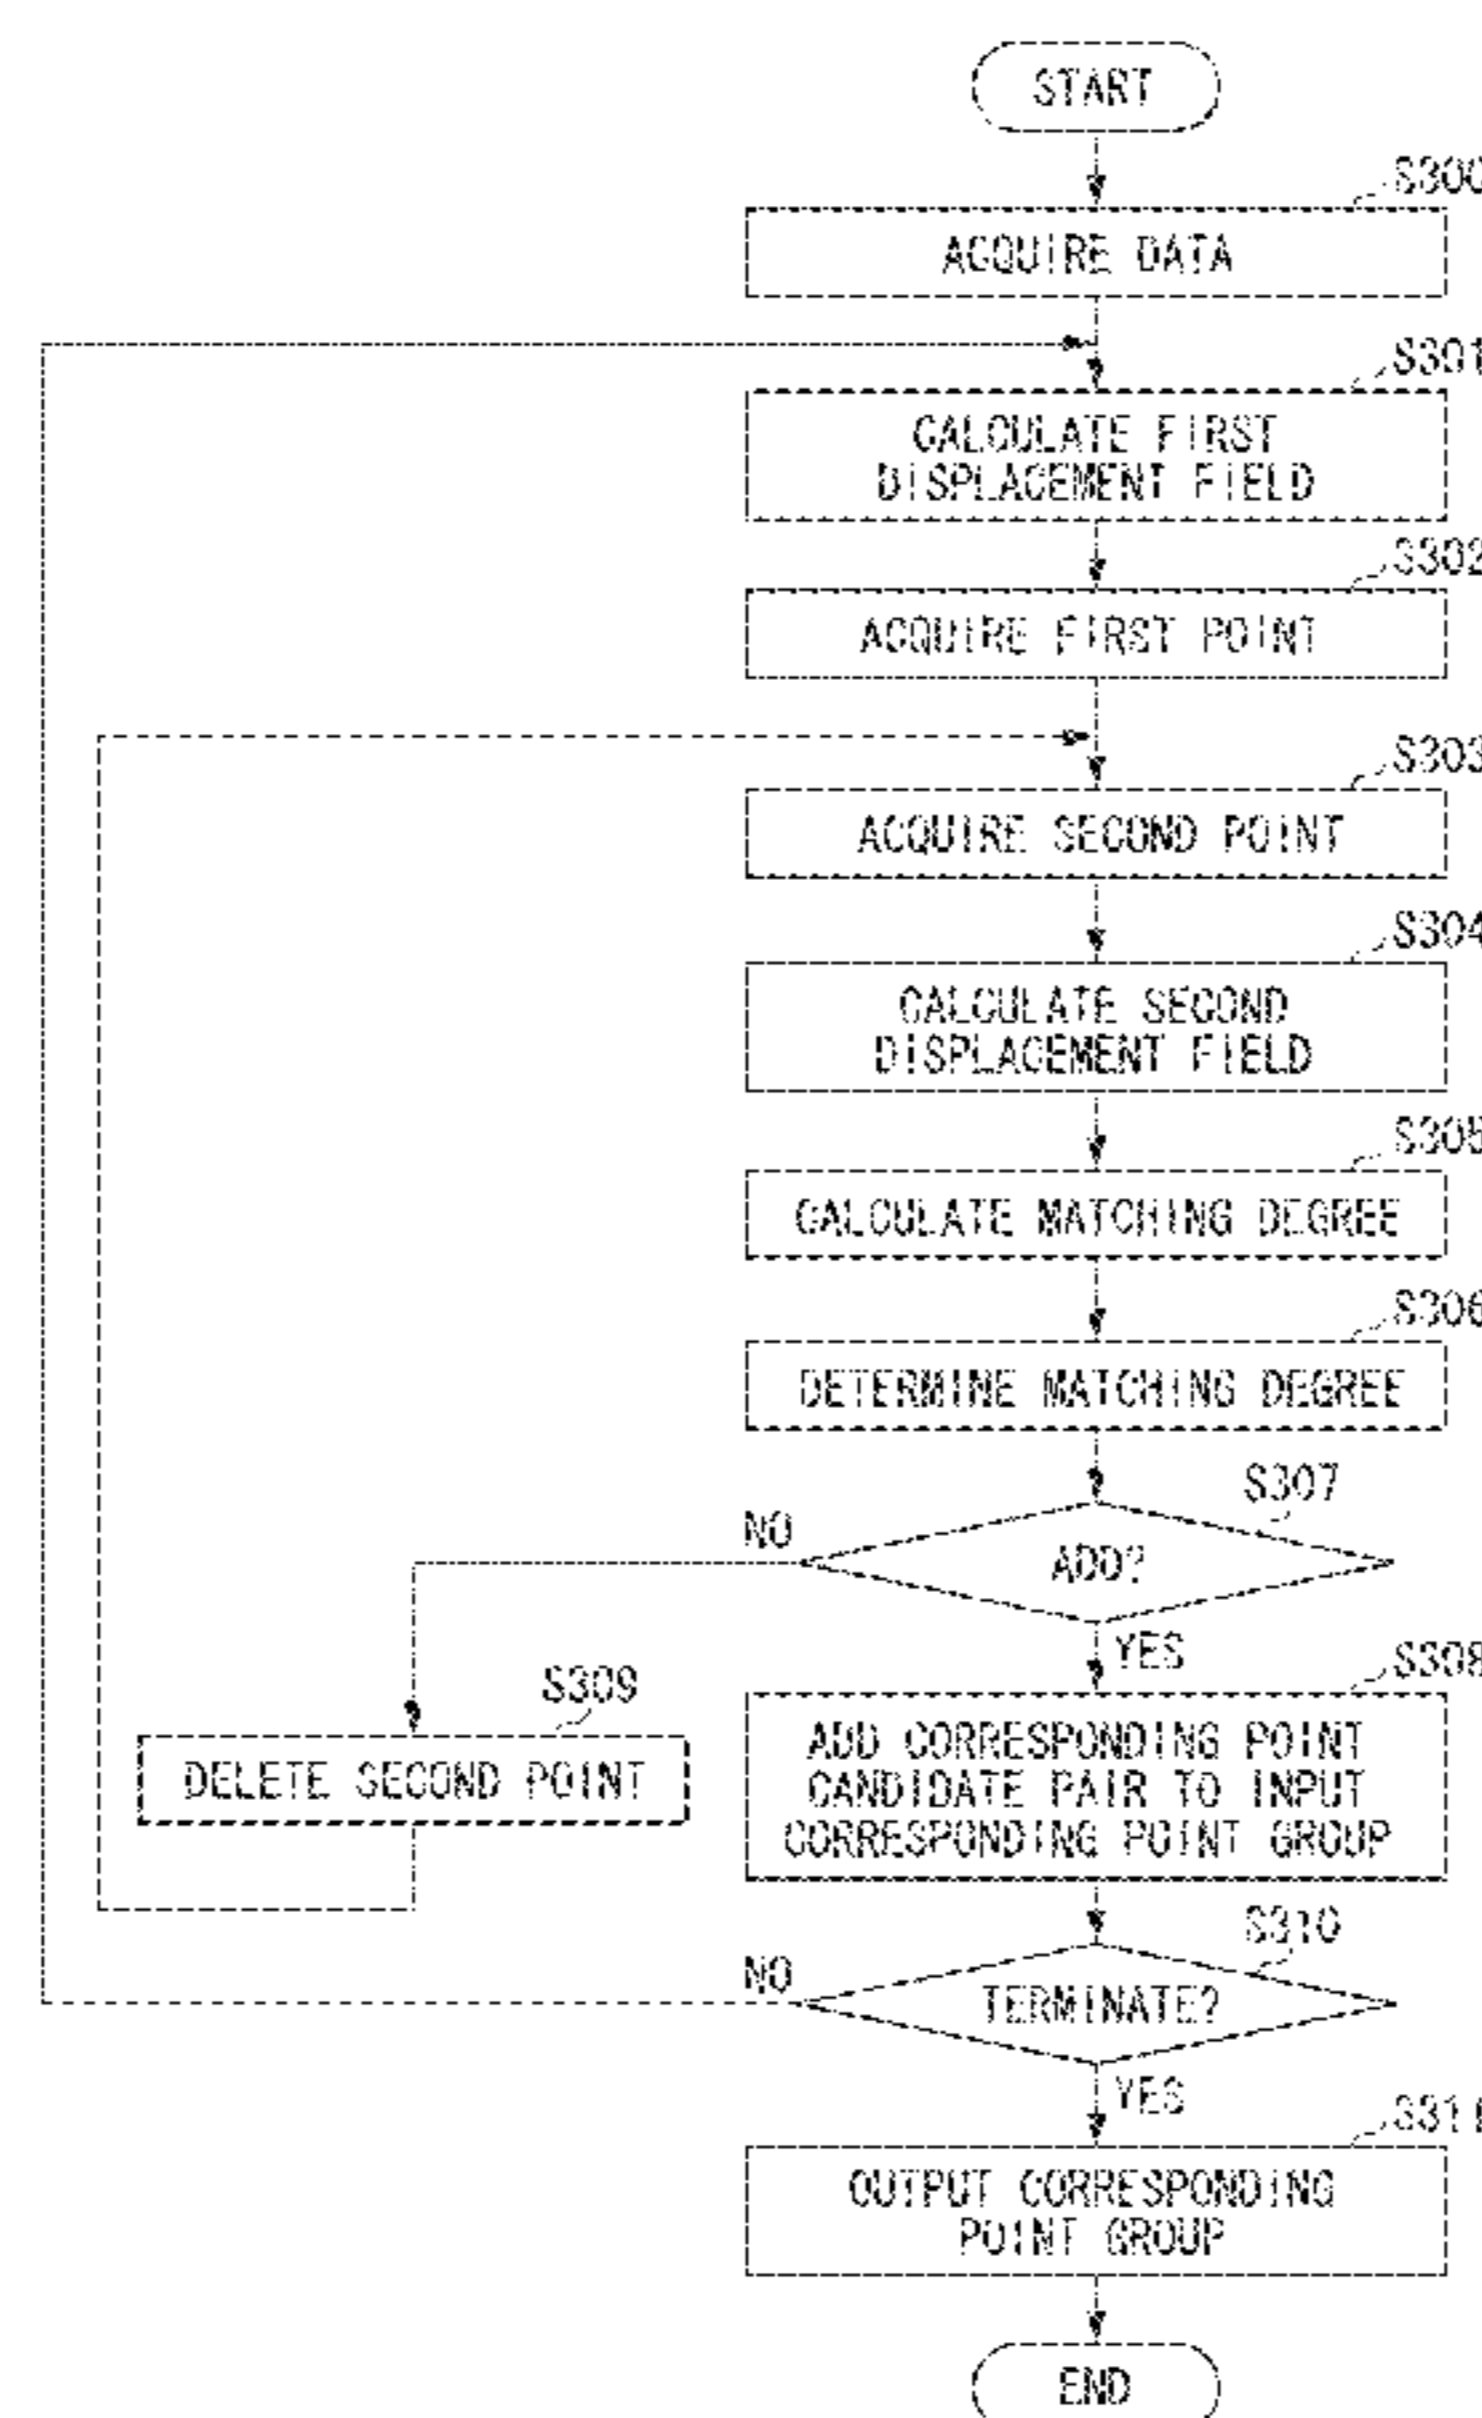 START
S300
ACQUIRE DATA
S301
CALCULATE FIRST
DISPLACEMENT FIELD
S302
ACQUIRE FIRST POINT
S303
ACQUIRE SECOND POINT
S304
CALCULATE SECOND
DISPLACEMENT FIELD
S305
CALCULATE MATCHING DEGREE
S306
DETERMINE MATCHING DEGREE
S307
NO
ADD?
YES
S308
S309
ADD CORRESPONDING POINT
CANDIDATE PAIR TO INPUT
CORRESPONDING POINT GROUP
DELETE SECOND POINT
S310
NO
TERMINATE?
YES
S311
OUTPUT CORRESPONDING
POINT GROUP
END